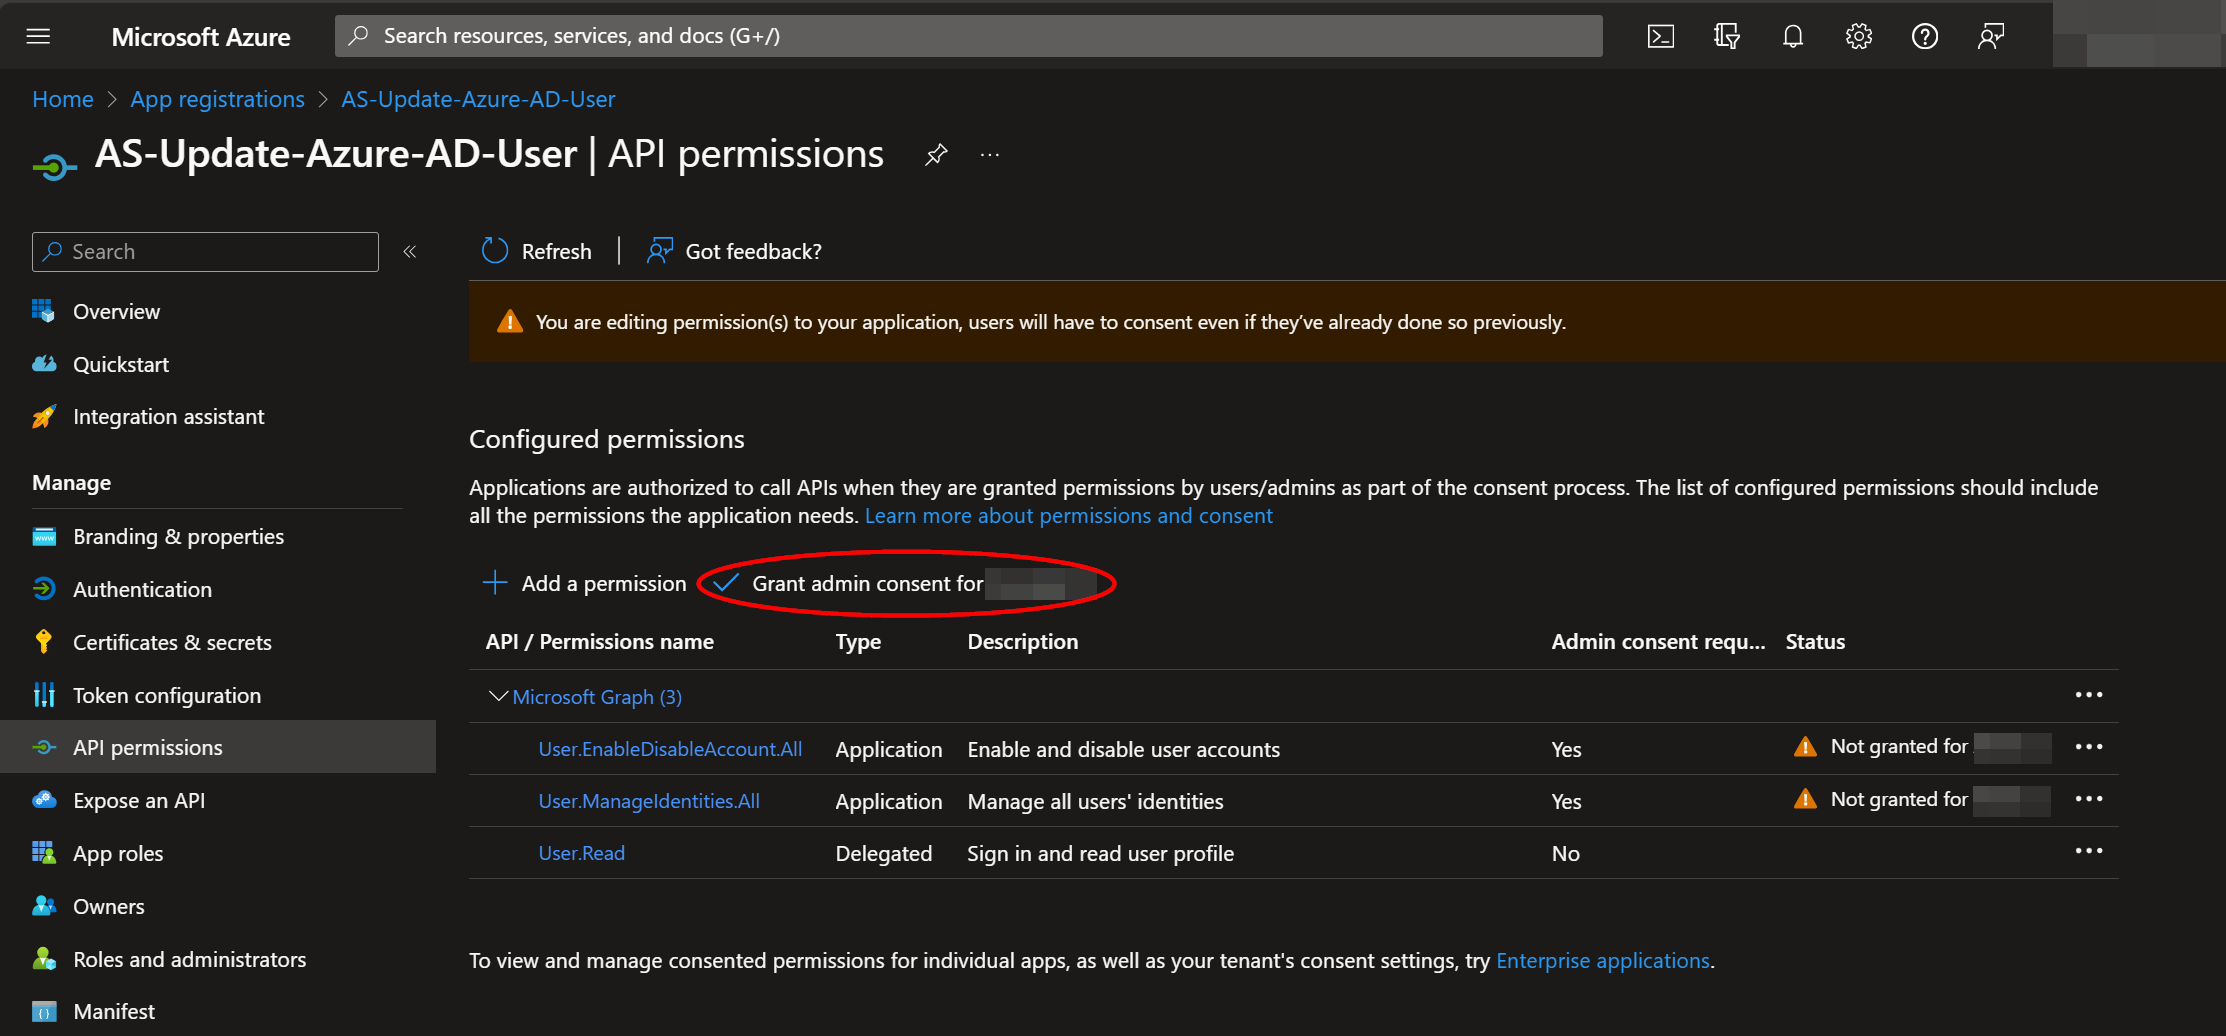 Microsoft Azure
Search resources, services, and docs (G+/)
Home > App registrations > AS-Update-Azure-AD-User
AS-Update-Azure-AD-User | API permissions
Search
«
Refresh | Got feedback?
You are editing permission(s) to your application, users will have to consent even if they’ve already done so previously.
Overview
Quickstart
Integration assistant
Manage
Branding & properties
Authentication
Certificates & secrets
Token configuration
API permissions
Expose an API
App roles
Owners
Roles and administrators
Manifest
Configured permissions
Applications are authorized to call APIs when they are granted permissions by users/admins as part of the consent process. The list of configured permissions should include
all the permissions the application needs. Learn more about permissions and consent
Add a permission Grant admin consent for
API / Permissions name Type Description Admin consent requ... Status
Microsoft Graph (3)
User.EnableDisableAccount.All Application Enable and disable user accounts Yes Not granted for
User.ManageIdentities.All Application Manage all users' identities Yes Not granted for
User.Read Delegated Sign in and read user profile No
To view and manage consented permissions for individual apps, as well as your tenant's consent settings, try Enterprise applications.